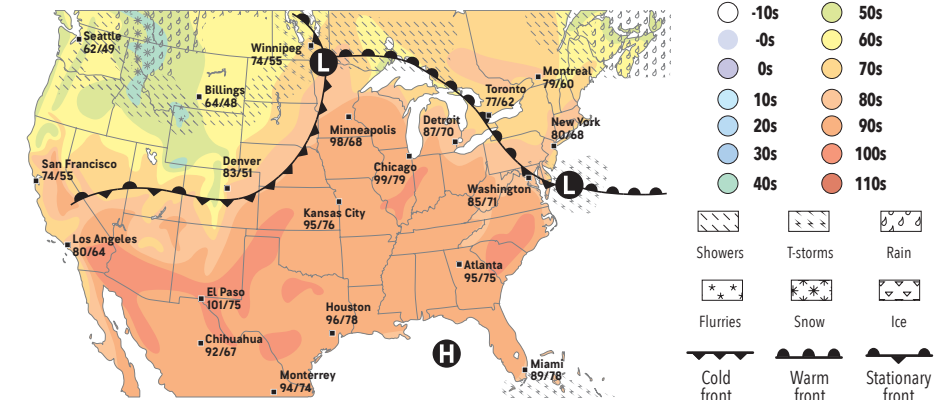 Seattle
62/49
Winnipeg
74/55
L
Billings
64/48
Montreal
79/60
Toronto
77/62
Minneapolis
98/68
Detroit
87/70
New York
80/68
San Francisco
74/55
Denver
83/51
Chicago
99/79
Washington
85/71
L
Kansas City
95/76
Los Angeles
80/64
Atlanta
95/75
El Paso
101/75
Houston
96/78
Chihuahua
92/67
H
Miami
89/78
Monterrey
94/74
-10s
50s
-0s
60s
0s
70s
10s
80s
20s
90s
30s
100s
40s
110s
Showers
T-storms
Rain
Flurries
Snow
Ice
Cold
front
Warm
front
Stationary
front